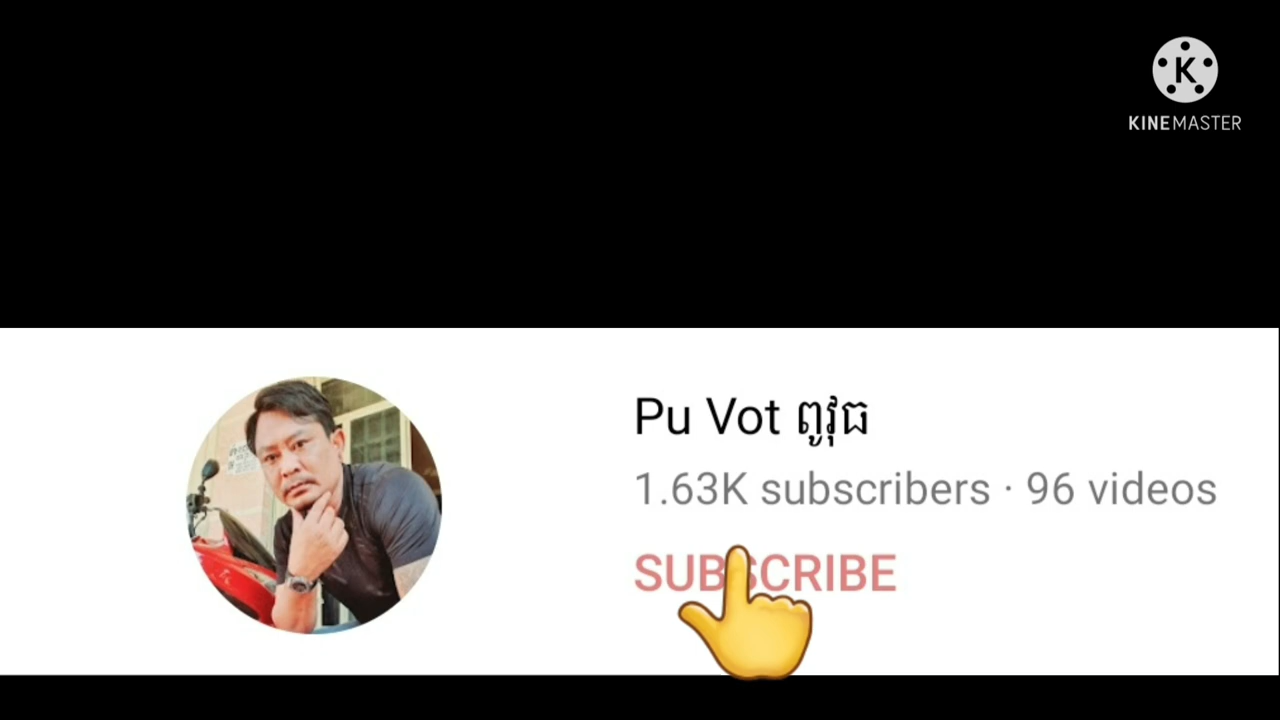 K
KINEMASTER
Pu Vot ពូវុធ
1.63K subscribers · 96 videos
SUBSCRIBE